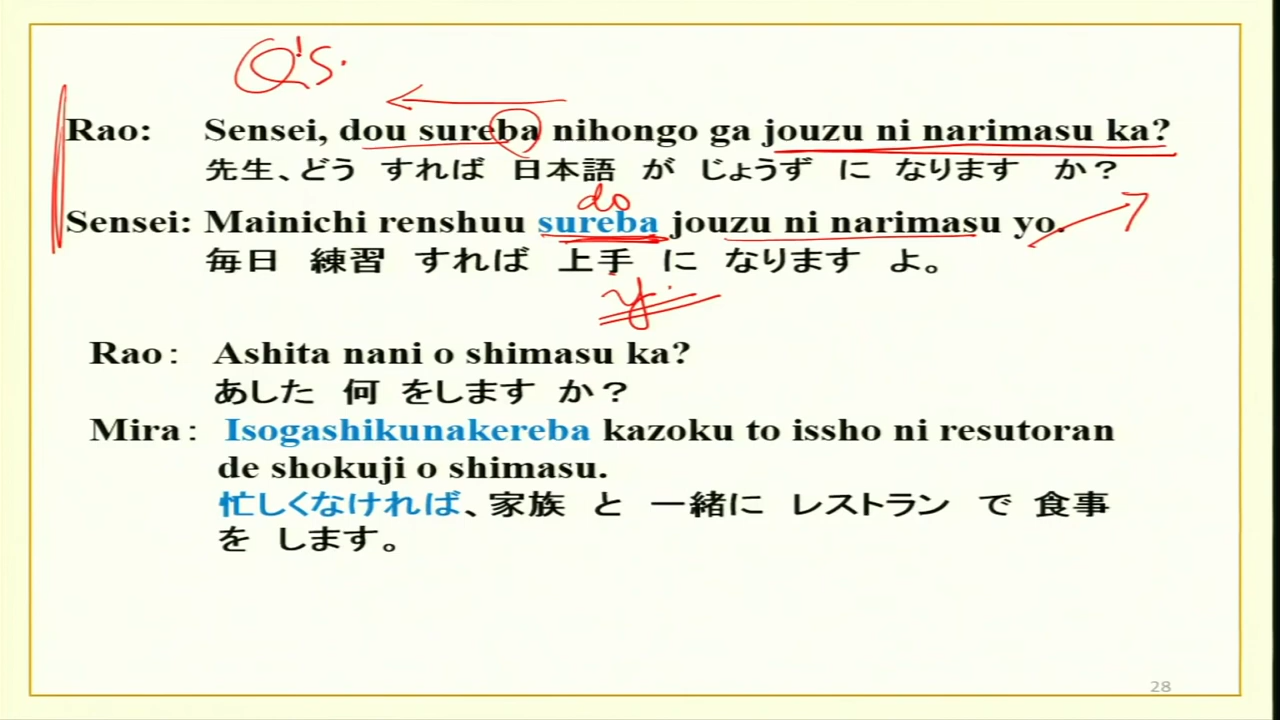 Q's.
Rao: Sensei, dou sureba nihongo ga jouzu ni narimasu ka?
先生、どう すれば 日本語 が じょうず に なります か？
do
Sensei: Mainichi renshuu sureba jouzu ni narimasu yo.
毎日 練習 すれば 上手 に なります よ。
if
Rao: Ashita nani o shimasu ka?
あした 何 をします か？
Mira: Isogashikunakereba kazoku to issho ni resutoran
de shokuji o shimasu.
忙しくなければ、家族 と 一緒に レストラン で 食事
を します。
28